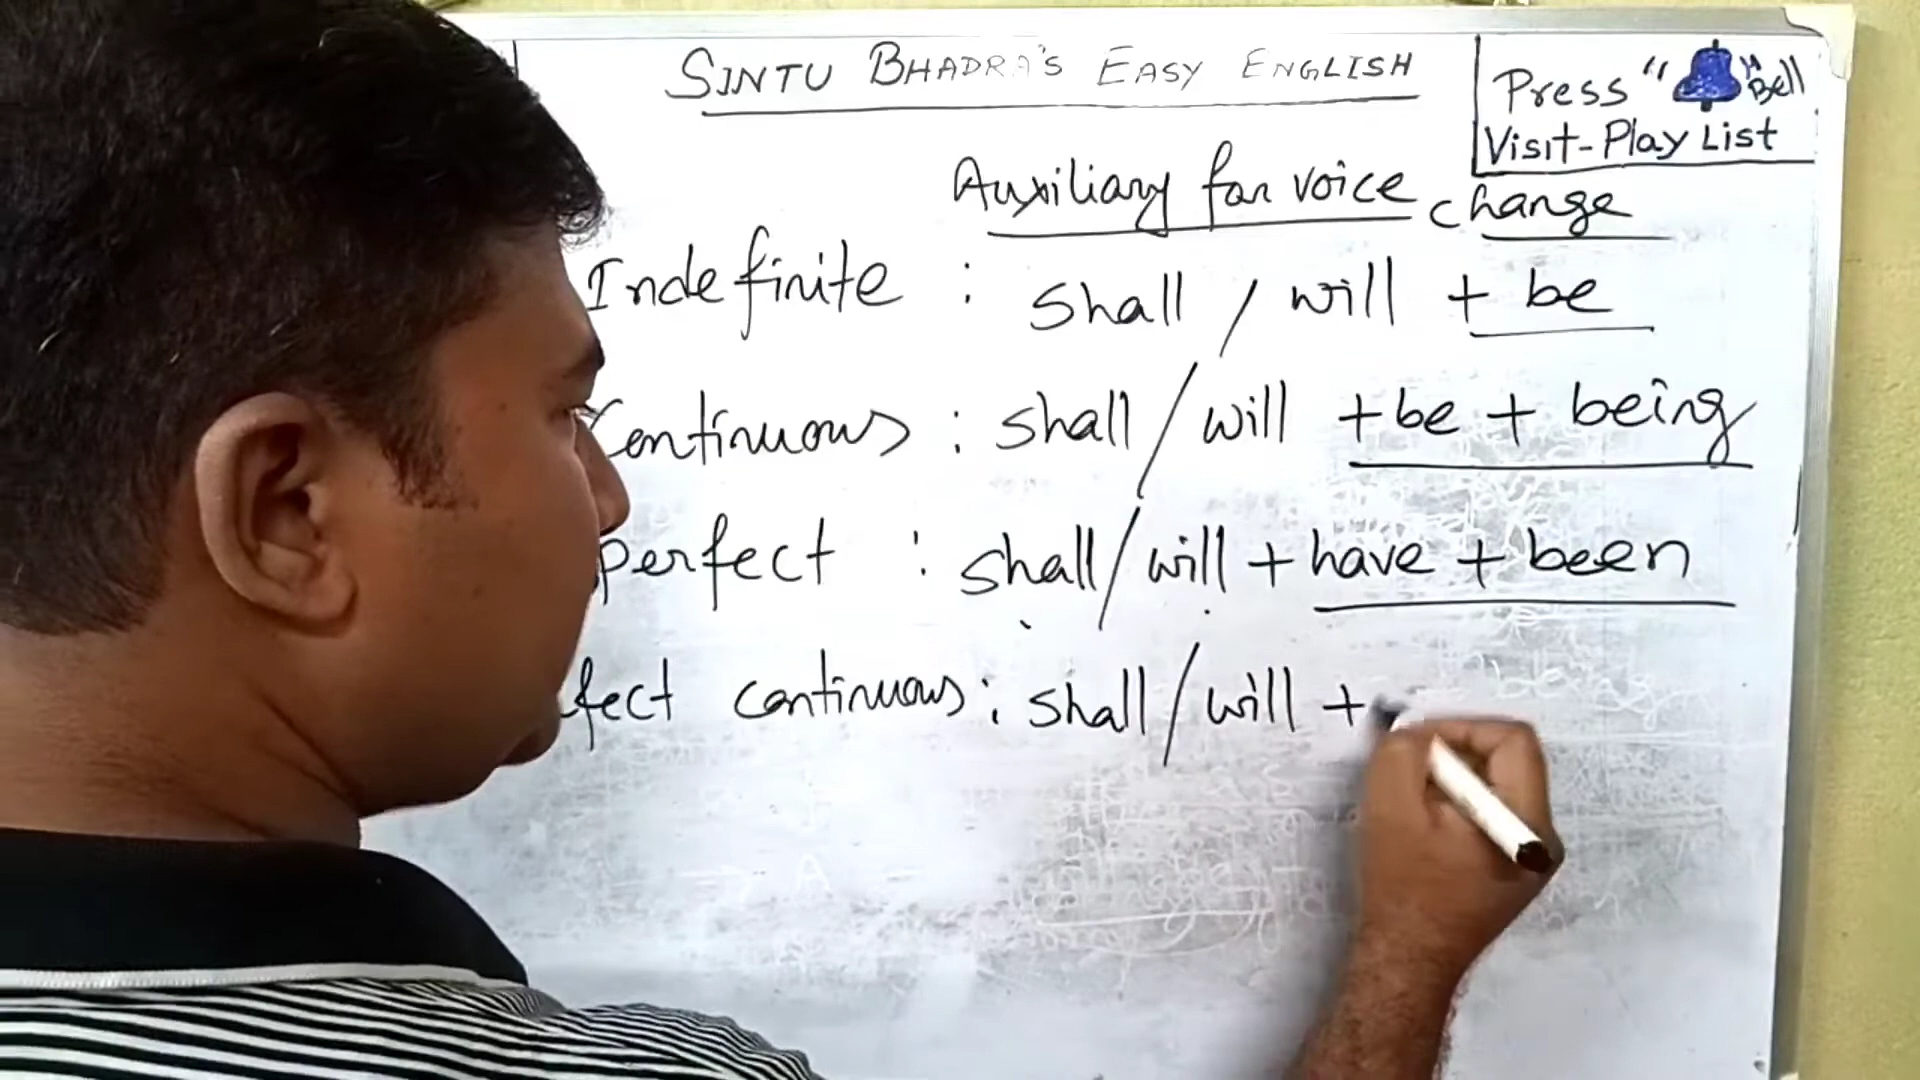 SINTU BHADRA'S EASY ENGLISH
Press " " Bell
Visit-Play List
Auxiliary for voice change
Indefinite : shall / will + be
Continuous : shall / will + be + being
perfect : shall / will + have + been
fect continuous : shall / will +